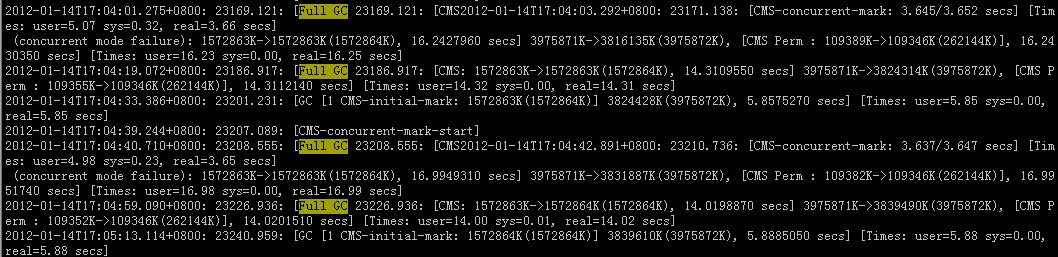 2012-01-14T17:04:01.275+0800: 23169.121: [Full GC 23169.121: [CMS2012-01-14T17:04:03.292+0800: 23171.138: [CMS-concurrent-mark: 3.645/3.652 secs] [Tim
es: user=5.07 sys=0.32, real=3.66 secs]
(concurrent mode failure): 1572863K->1572863K(1572864K), 16.2427960 secs] 3975871K->3816135K(3975872K), [CMS Perm : 109389K->109346K(262144K)], 16.24
30350 secs] [Times: user=16.23 sys=0.00, real=16.25 secs]
2012-01-14T17:04:19.072+0800: 23186.917: [Full GC 23186.917: [CMS: 1572863K->1572863K(1572864K), 14.3109550 secs] 3975871K->3824314K(3975872K), [CMS P
erm : 109355K->109346K(262144K)], 14.3112140 secs] [Times: user=14.32 sys=0.00, real=14.31 secs]
2012-01-14T17:04:33.386+0800: 23201.231: [GC [1 CMS-initial-mark: 1572863K(1572864K)] 3824428K(3975872K), 5.8575270 secs] [Times: user=5.85 sys=0.00,
real=5.85 secs]
2012-01-14T17:04:39.244+0800: 23207.089: [CMS-concurrent-mark-start]
2012-01-14T17:04:40.710+0800: 23208.555: [Full GC 23208.555: [CMS2012-01-14T17:04:42.891+0800: 23210.736: [CMS-concurrent-mark: 3.637/3.647 secs] [Tim
es: user=4.98 sys=0.23, real=3.65 secs]
(concurrent mode failure): 1572863K->1572863K(1572864K), 16.9949310 secs] 3975871K->3831887K(3975872K), [CMS Perm : 109382K->109346K(262144K)], 16.99
51740 secs] [Times: user=16.98 sys=0.00, real=16.99 secs]
2012-01-14T17:04:59.090+0800: 23226.936: [Full GC 23226.936: [CMS: 1572863K->1572864K(1572864K), 14.0198870 secs] 3975871K->3839490K(3975872K), [CMS P
erm : 109352K->109346K(262144K)], 14.0201510 secs] [Times: user=14.00 sys=0.01, real=14.02 secs]
2012-01-14T17:05:13.114+0800: 23240.959: [GC [1 CMS-initial-mark: 1572864K(1572864K)] 3839610K(3975872K), 5.8885050 secs] [Times: user=5.88 sys=0.00,
real=5.88 secs]